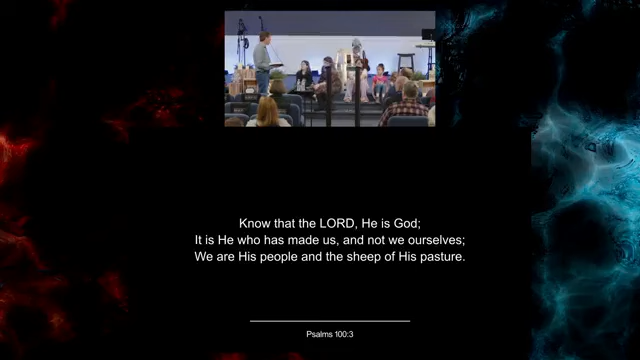 Know that the LORD, He is God;
It is He who has made us, and not we ourselves;
We are His people and the sheep of His pasture.
Psalms 100:3